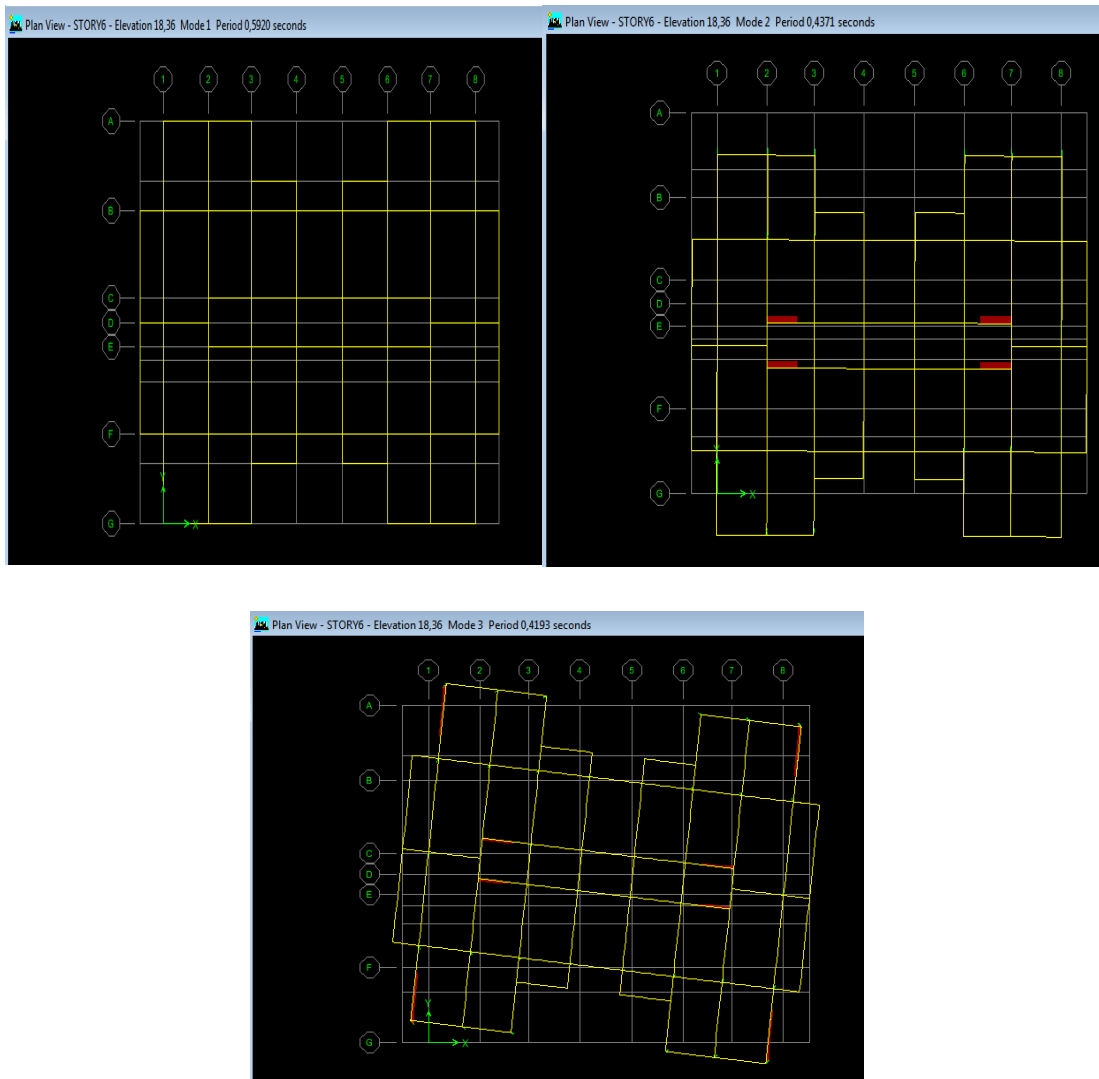 Plan View - STORY6 - Elevation 18,36 Mode 1 Period 0,5920 seconds
1 2 3 4 5 6 7 8
A
B
C
D
E
F
G
Y
X
Plan View - STORY6 - Elevation 18,36 Mode 2 Period 0,4371 seconds
1 2 3 4 5 6 7 8
A
B
C
D
E
F
G
X
Plan View - STORY6 - Elevation 18,36 Mode 3 Period 0,4193 seconds
1 2 3 4 5 6 7 8
A
B
C
D
E
F
G
Y
X